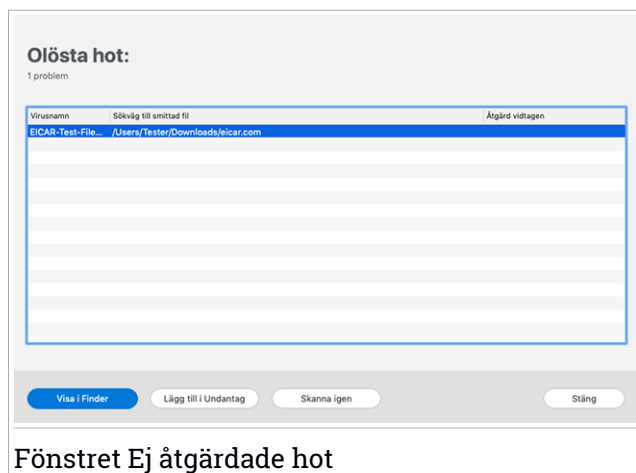 Olösta hot:
1 problem
Virusnamn Sökväg till smittad fil Åtgärd vidtagen
EICAR-Test-File... /Users/Tester/Downloads/eicar.com
Visa i Finder Lägg till i Undantag Skanna igen Stäng
Fönstret Ej åtgärdade hot